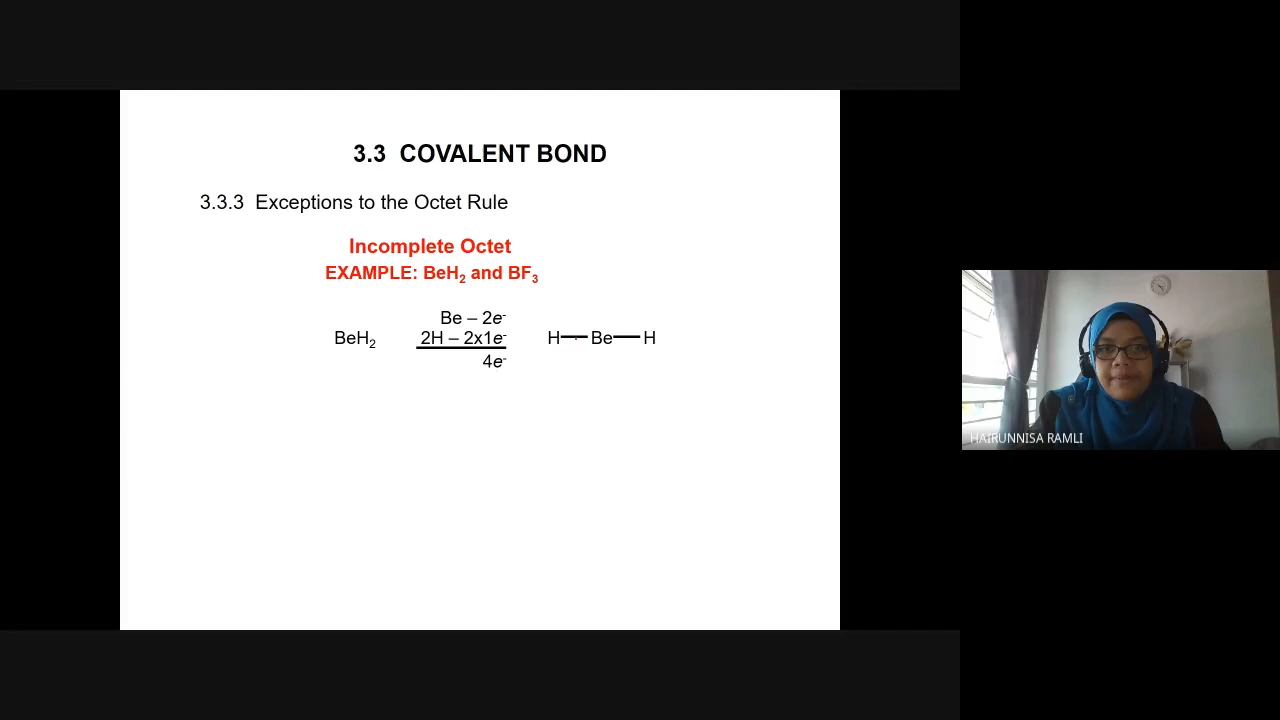 3.3 COVALENT BOND
3.3.3 Exceptions to the Octet Rule
Incomplete Octet
EXAMPLE: BeH₂ and BF₃
Be – 2e⁻
BeH₂ 2H – 2x1e⁻ H—Be—H
4e⁻
HAIRUNNISA RAMLI